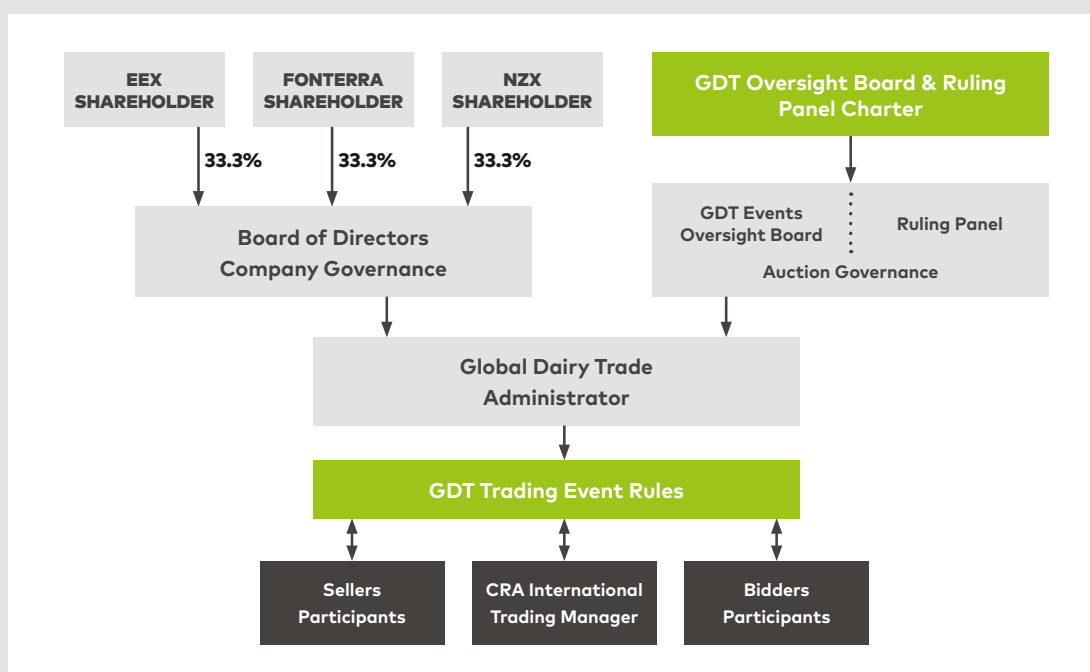 EEX
SHAREHOLDER
FONTERRA
SHAREHOLDER
NZX
SHAREHOLDER
GDT Oversight Board & Ruling
Panel Charter
33.3%
33.3%
33.3%
GDT Events
Oversight Board
Ruling Panel
Auction Governance
Board of Directors
Company Governance
Global Dairy Trade
Administrator
GDT Trading Event Rules
Sellers
Participants
CRA International
Trading Manager
Bidders
Participants